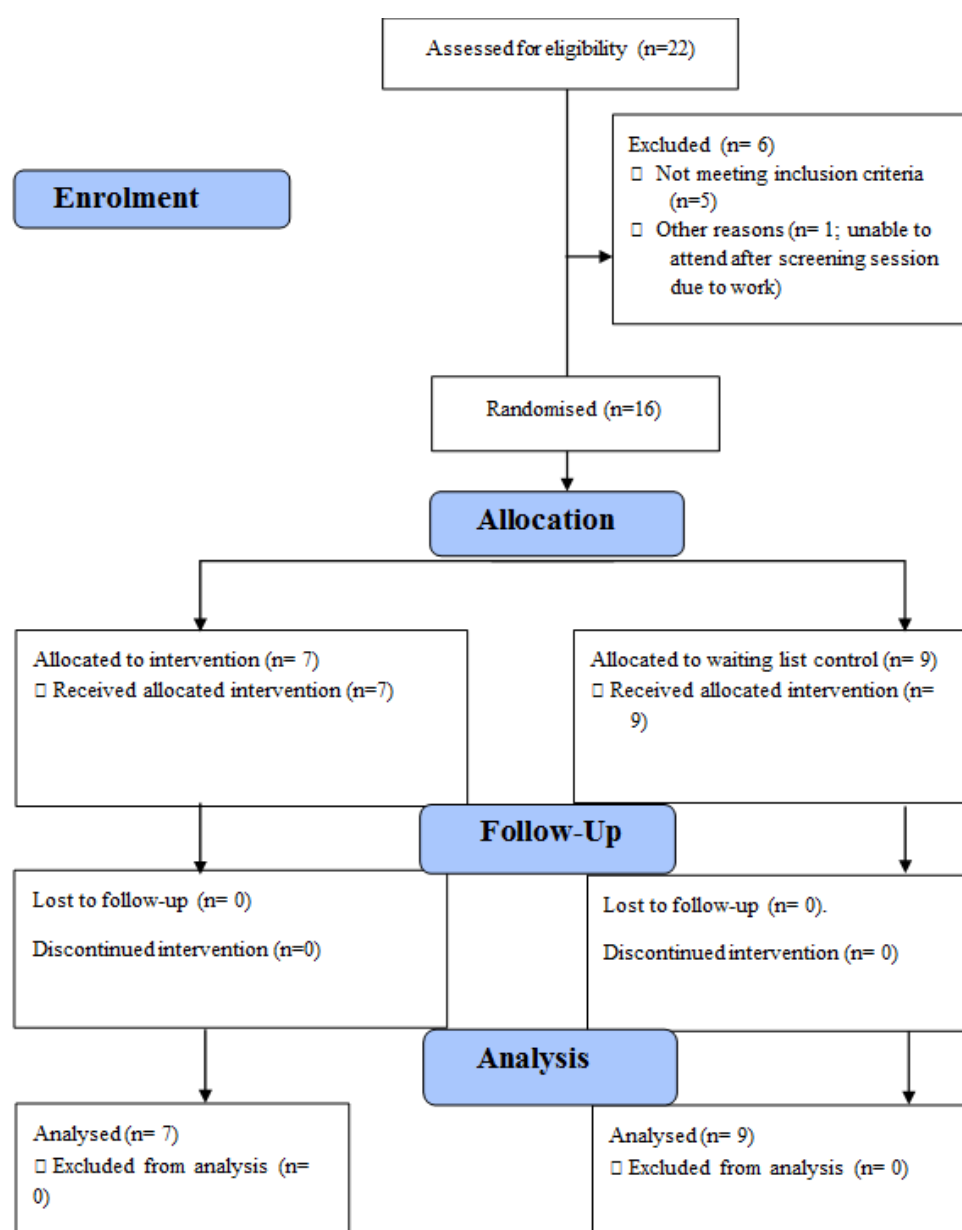 Assessed for eligibility (n=22)
Excluded (n= 6)
□ Not meeting inclusion criteria
(n=5)
□ Other reasons (n= 1; unable to
attend after screening session
due to work)
Enrolment
Randomised (n=16)
Allocation
Allocated to intervention (n= 7)
□ Received allocated intervention (n=7)
Allocated to waiting list control (n= 9)
□ Received allocated intervention (n=
9)
Follow-Up
Lost to follow-up (n= 0)
Discontinued intervention (n=0)
Lost to follow-up (n= 0).
Discontinued intervention (n= 0)
Analysis
Analysed (n= 7)
□ Excluded from analysis (n=
0)
Analysed (n= 9)
□ Excluded from analysis (n= 0)